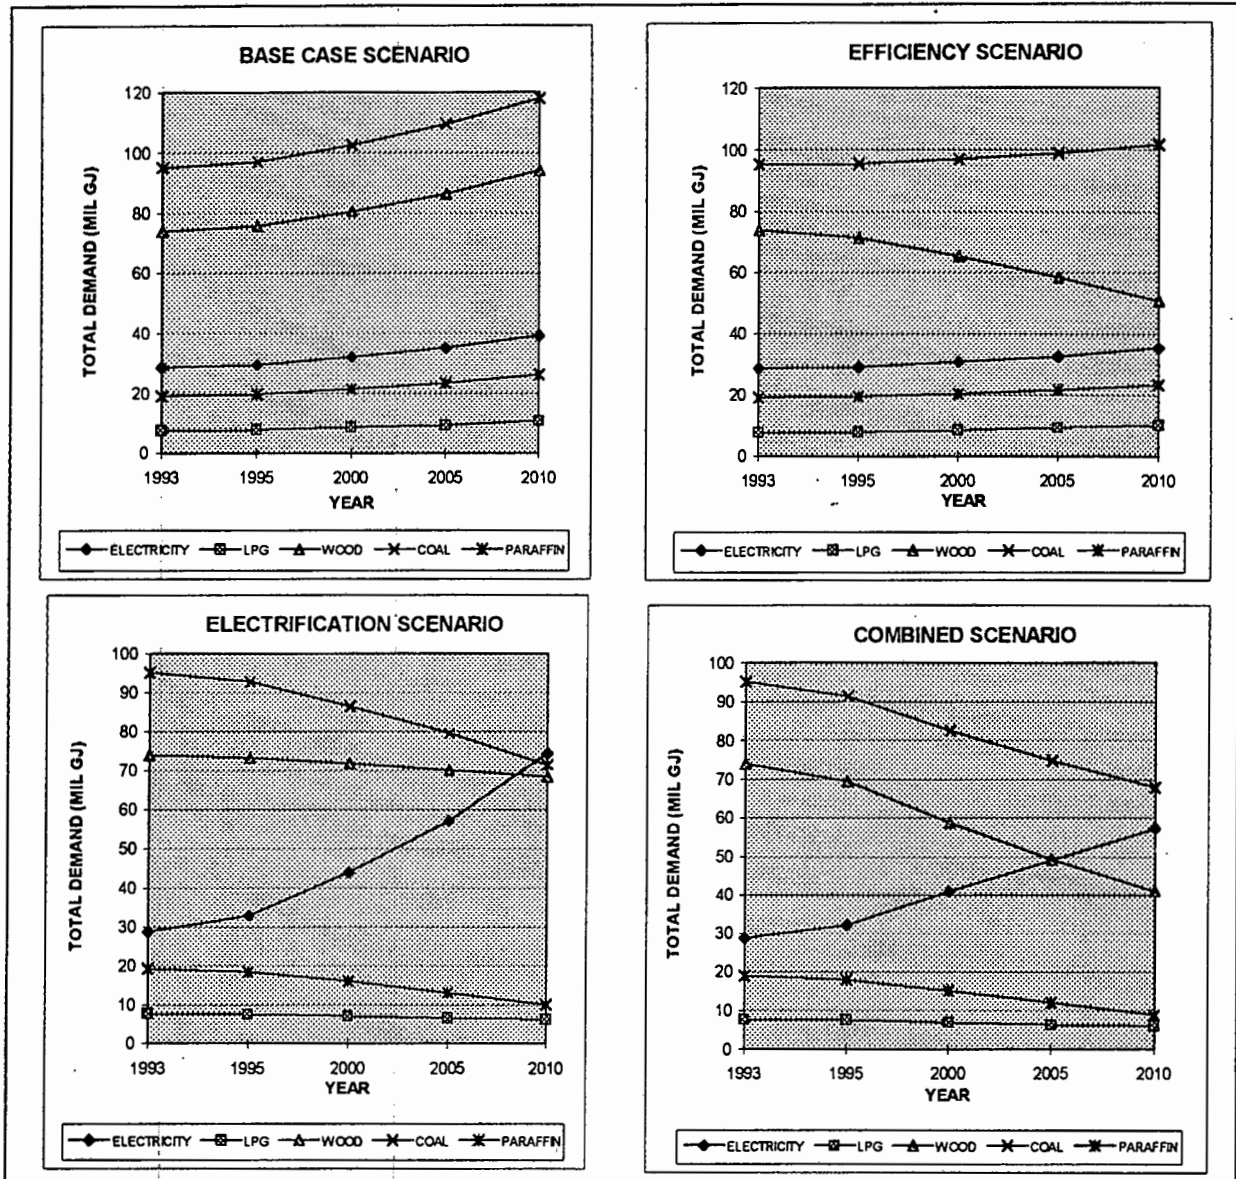 BASE CASE SCENARIO
TOTAL DEMAND (MIL GJ)
120
100
80
60
40
20
0
1993 1995 2000 2005 2010
YEAR
ELECTRICITY LPG WOOD COAL PARAFFIN
EFFICIENCY SCENARIO
TOTAL DEMAND (MIL GJ)
120
100
80
60
40
20
0
1993 1995 2000 2005 2010
YEAR
ELECTRICITY LPG WOOD COAL PARAFFIN
ELECTRIFICATION SCENARIO
TOTAL DEMAND (MIL GJ)
100
90
80
70
60
50
40
30
20
10
0
1993 1995 2000 2005 2010
YEAR
ELECTRICITY LPG WOOD COAL PARAFFIN
COMBINED SCENARIO
TOTAL DEMAND (MIL GJ)
100
90
80
70
60
50
40
30
20
10
0
1993 1995 2000 2005 2010
YEAR
ELECTRICITY LPG WOOD COAL PARAFFIN